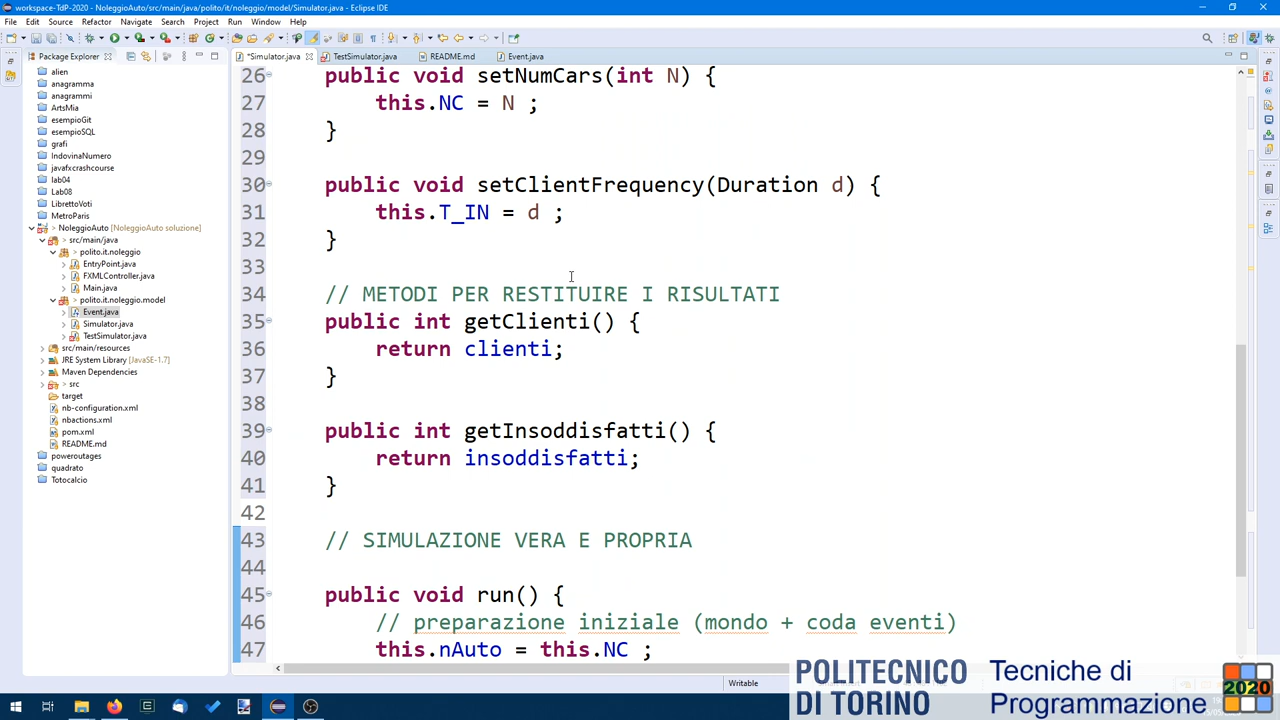 workspace-TdP-2020 - NoleggioAuto/src/main/java/polito/it/noleggio/model/Simulator.java - Eclipse IDE
File Edit Source Refactor Navigate Search Project Run Window Help
Package Explorer
*Simulator.java TestSimulator.java README.md Event.java
alien
anagramma
anagrammi
ArtsMia
esempioGit
esempioSQL
grafi
IndovinaNumero
javafxcrashcourse
lab04
Lab08
LibrettoVoti
MetroParis
NoleggioAuto [NoleggioAuto soluzione]
src/main/java
polito.it.noleggio
EntryPoint.java
FXMLController.java
Main.java
polito.it.noleggio.model
Event.java
Simulator.java
TestSimulator.java
src/main/resources
JRE System Library [JavaSE-1.7]
Maven Dependencies
src
target
nb-configuration.xml
nbactions.xml
pom.xml
README.md
poweroutages
quadrato
Totocalcio
26 public void setNumCars(int N) {
27 this.NC = N ;
28 }
29
30 public void setClientFrequency(Duration d) {
31 this.T_IN = d ;
32 }
33
34 // METODI PER RESTITUIRE I RISULTATI
35 public int getClienti() {
36 return clienti;
37 }
38
39 public int getInsoddisfatti() {
40 return insoddisfatti;
41 }
42
43 // SIMULAZIONE VERA E PROPRIA
44
45 public void run() {
46 // preparazione iniziale (mondo + coda eventi)
47 this.nAuto = this.NC ;
Writable
POLITECNICO
DI TORINO
Tecniche di
Programmazione
2020